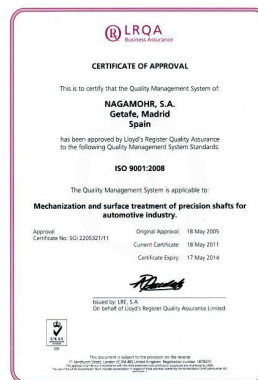 LRQA
Business Assurance
CERTIFICATE OF APPROVAL
This is to certify that the Quality Management System of:
NAGAMOHR, S.A.
Getafe, Madrid
Spain
has been approved by Lloyd's Register Quality Assurance
to the following Quality Management System Standards:
ISO 9001:2008
The Quality Management System is applicable to:
Mechanization and surface treatment of precision shafts for
automotive industry.
Approval
Certificate No: SGI 2205321/11
Original Approval: 18 May 2005
Current Certificate: 18 May 2011
Certificate Expiry: 17 May 2014
Issued by: LRE, S.A.
On behalf of Lloyd's Register Quality Assurance Limited
UKAS
This document is subject to the provision on the reverse